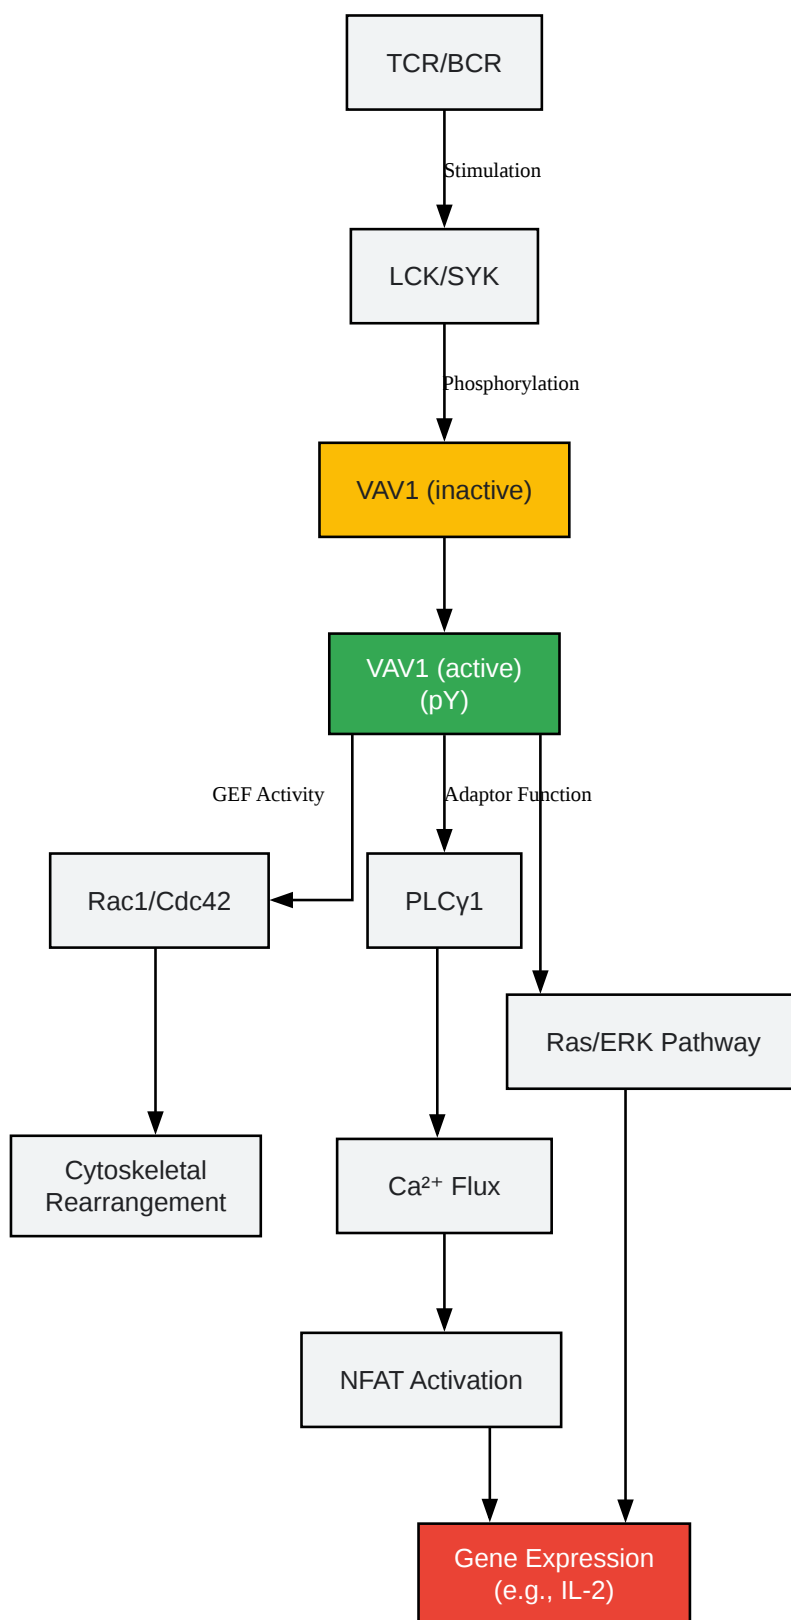 TCR/BCR
Stimulation
LCK/SYK
Phosphorylation
VAV1 (inactive)
VAV1 (active)
(pY)
GEF Activity
Adaptor Function
Rac1/Cdc42
PLCγ1
Ras/ERK Pathway
Cytoskeletal
Rearrangement
Ca²⁺ Flux
NFAT Activation
Gene Expression
(e.g., IL-2)